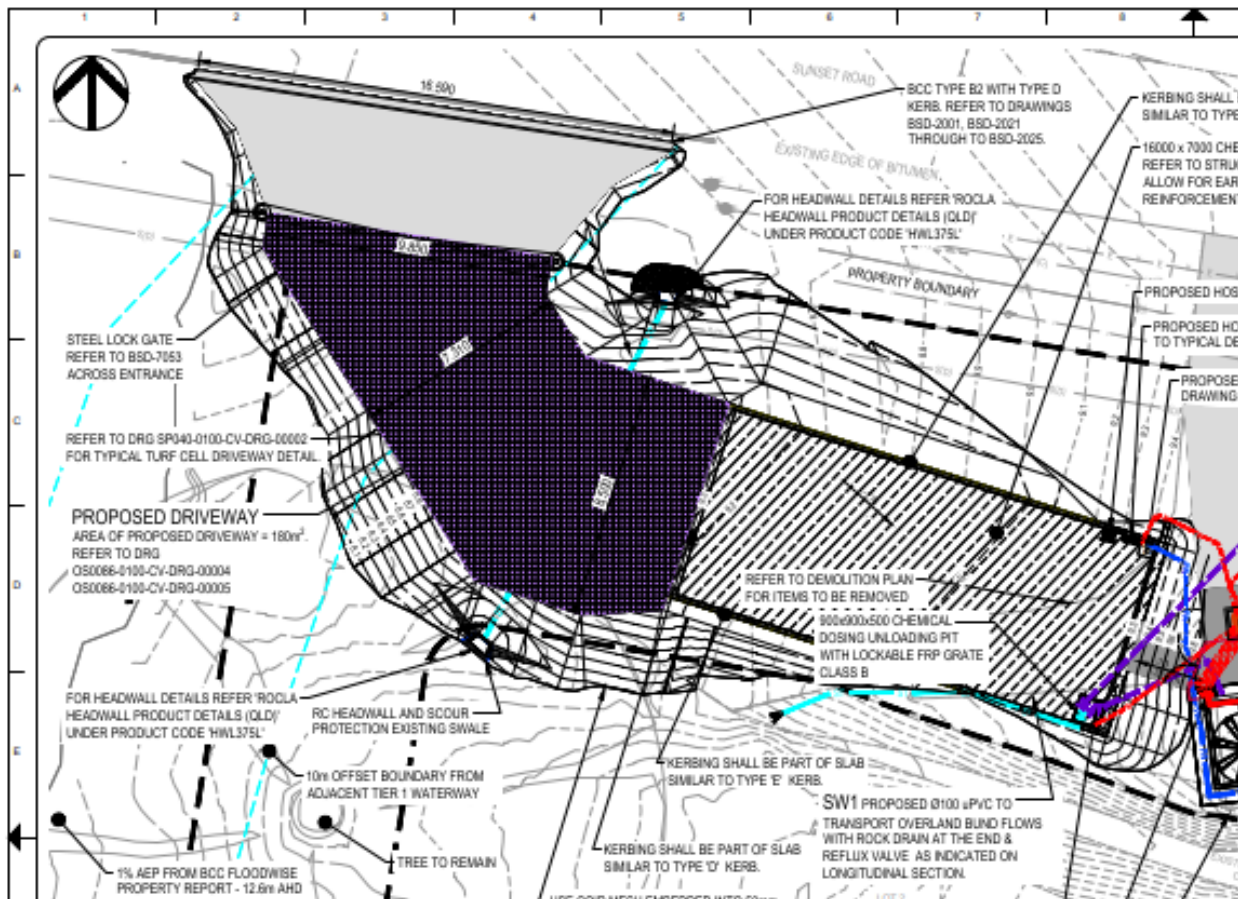 1 2 3 4 5 6 7 8
A
B
C
D
E
16.590
SUNSET ROAD
EXISTING EDGE OF BITUMEN
BCC TYPE B2 WITH TYPE D
KERB. REFER TO DRAWINGS
BSD-2001, BSD-2021
THROUGH TO BSD-2025.
KERBING SHALL
SIMILAR TO TYPE
16000 x 7000 CHE
REFER TO STRUC
ALLOW FOR EAR
REINFORCEMENT
FOR HEADWALL DETAILS REFER 'ROCLA
HEADWALL PRODUCT DETAILS (QLD)'
UNDER PRODUCT CODE 'HWL375L'
9.850
PROPERTY BOUNDARY
PROPOSED HOS
PROPOSED HO
TO TYPICAL DE
PROPOSE
DRAWING
STEEL LOCK GATE
REFER TO BSD-7053
ACROSS ENTRANCE
REFER TO DRG SP040-0100-CV-DRG-00002
FOR TYPICAL TURF CELL DRIVEWAY DETAIL.
PROPOSED DRIVEWAY
AREA OF PROPOSED DRIVEWAY = 180m².
REFER TO DRG
OS0086-0100-CV-DRG-00004
OS0086-0100-CV-DRG-00005
REFER TO DEMOLITION PLAN
FOR ITEMS TO BE REMOVED
900x900x500 CHEMICAL
DOSING UNLOADING PIT
WITH LOCKABLE FRP GRATE
CLASS B
FOR HEADWALL DETAILS REFER 'ROCLA
HEADWALL PRODUCT DETAILS (QLD)'
UNDER PRODUCT CODE 'HWL375L'
RC HEADWALL AND SCOUR
PROTECTION EXISTING SWALE
10m OFFSET BOUNDARY FROM
ADJACENT TIER 1 WATERWAY
KERBING SHALL BE PART OF SLAB
SIMILAR TO TYPE 'E' KERB.
SW1 PROPOSED Ø100 uPVC TO
TRANSPORT OVERLAND BUND FLOWS
WITH ROCK DRAIN AT THE END &
REFLUX VALVE AS INDICATED ON
LONGITUDINAL SECTION.
KERBING SHALL BE PART OF SLAB
SIMILAR TO TYPE 'D' KERB.
TREE TO REMAIN
1% AEP FROM BCC FLOODWISE
PROPERTY REPORT - 12.6m AHD